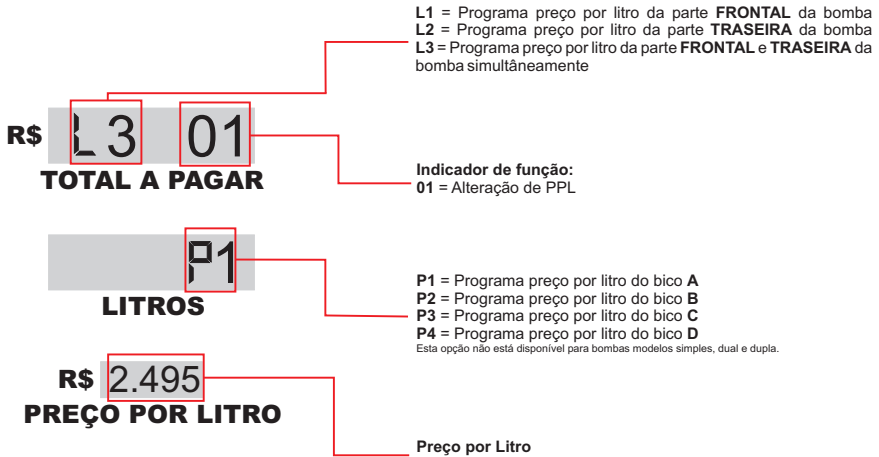 L1 = Programa preço por litro da parte FRONTAL da bomba
L2 = Programa preço por litro da parte TRASEIRA da bomba
L3 = Programa preço por litro da parte FRONTAL e TRASEIRA da
bomba simultâneamente
R$ L3 01
TOTAL A PAGAR
Indicador de função:
01 = Alteração de PPL
P1
LITROS
P1 = Programa preço por litro do bico A
P2 = Programa preço por litro do bico B
P3 = Programa preço por litro do bico C
P4 = Programa preço por litro do bico D
Esta opção não está disponível para bombas modelos simples, dual e dupla.
R$ 2.495
PREÇO POR LITRO
Preço por Litro